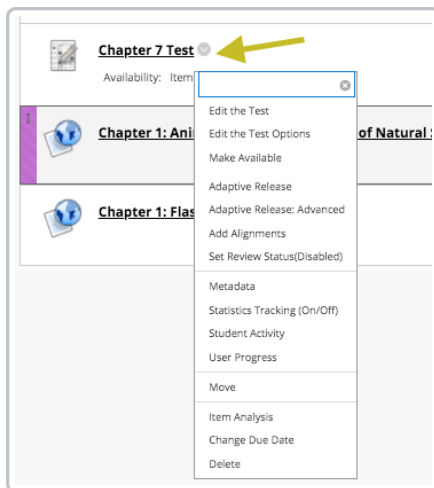 Chapter 7 Test
Availability: Item
Edit the Test
Edit the Test Options
Chapter 1: Ani of Natural
Make Available
Adaptive Release
Adaptive Release: Advanced
Chapter 1: Flas
Add Alignments
Set Review Status(Disabled)
Metadata
Statistics Tracking (On/Off)
Student Activity
User Progress
Move
Item Analysis
Change Due Date
Delete